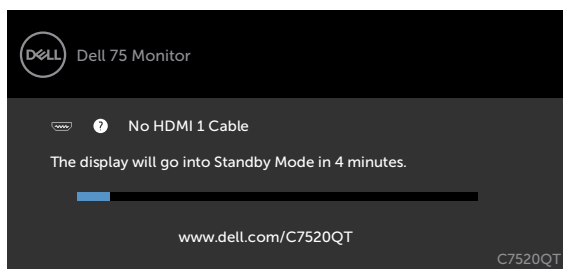 DELL
Dell 75 Monitor
? No HDMI 1 Cable
The display will go into Standby Mode in 4 minutes.
www.dell.com/C7520QT
C7520QT